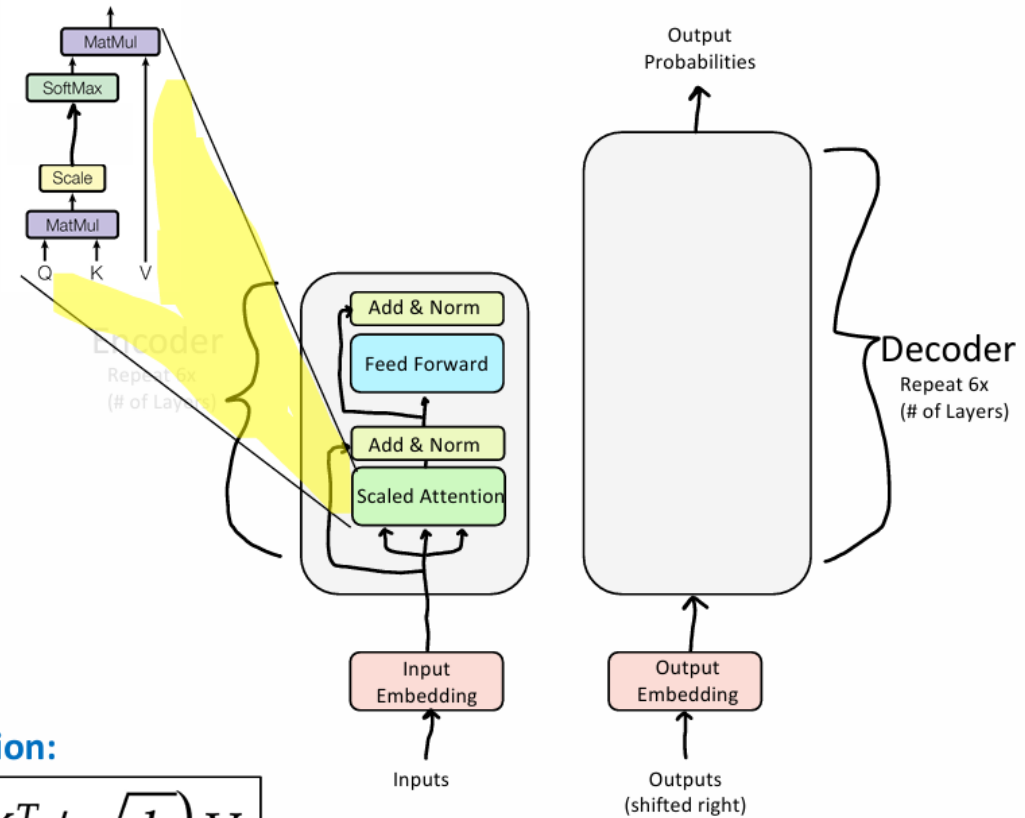 MatMul
SoftMax
Scale
MatMul
Q K V
Encoder
Repeat 6x
(# of Layers)
Add & Norm
Feed Forward
Add & Norm
Scaled Attention
Input
Embedding
Inputs
Output
Probabilities
Decoder
Repeat 6x
(# of Layers)
Output
Embedding
Outputs
(shifted right)